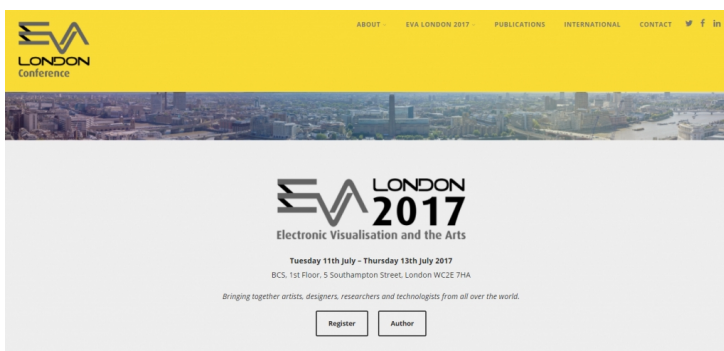 EVA
LONDON
Conference
ABOUT
EVA LONDON 2017
PUBLICATIONS
INTERNATIONAL
CONTACT
EVA LONDON
2017
Electronic Visualisation and the Arts
Tuesday 11th July – Thursday 13th July 2017
BCS, 1st Floor, 5 Southampton Street, London WC2E 7HA
Bringing together artists, designers, researchers and technologists from all over the world.
Register
Author